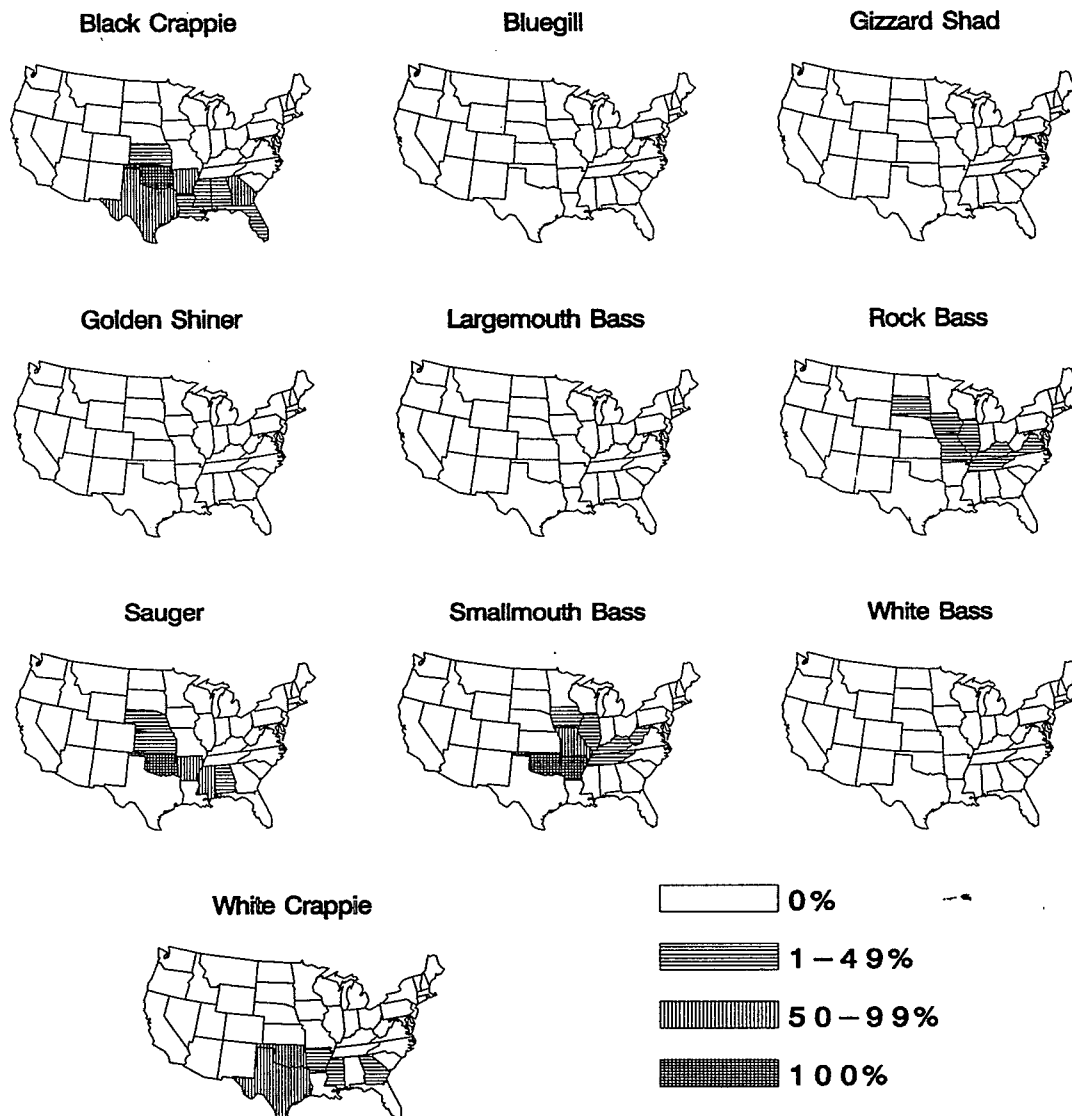 Black Crappie
Bluegill
Gizzard Shad
Golden Shiner
Largemouth Bass
Rock Bass
Sauger
Smallmouth Bass
White Bass
White Crappie
0%
1-49%
50-99%
100%